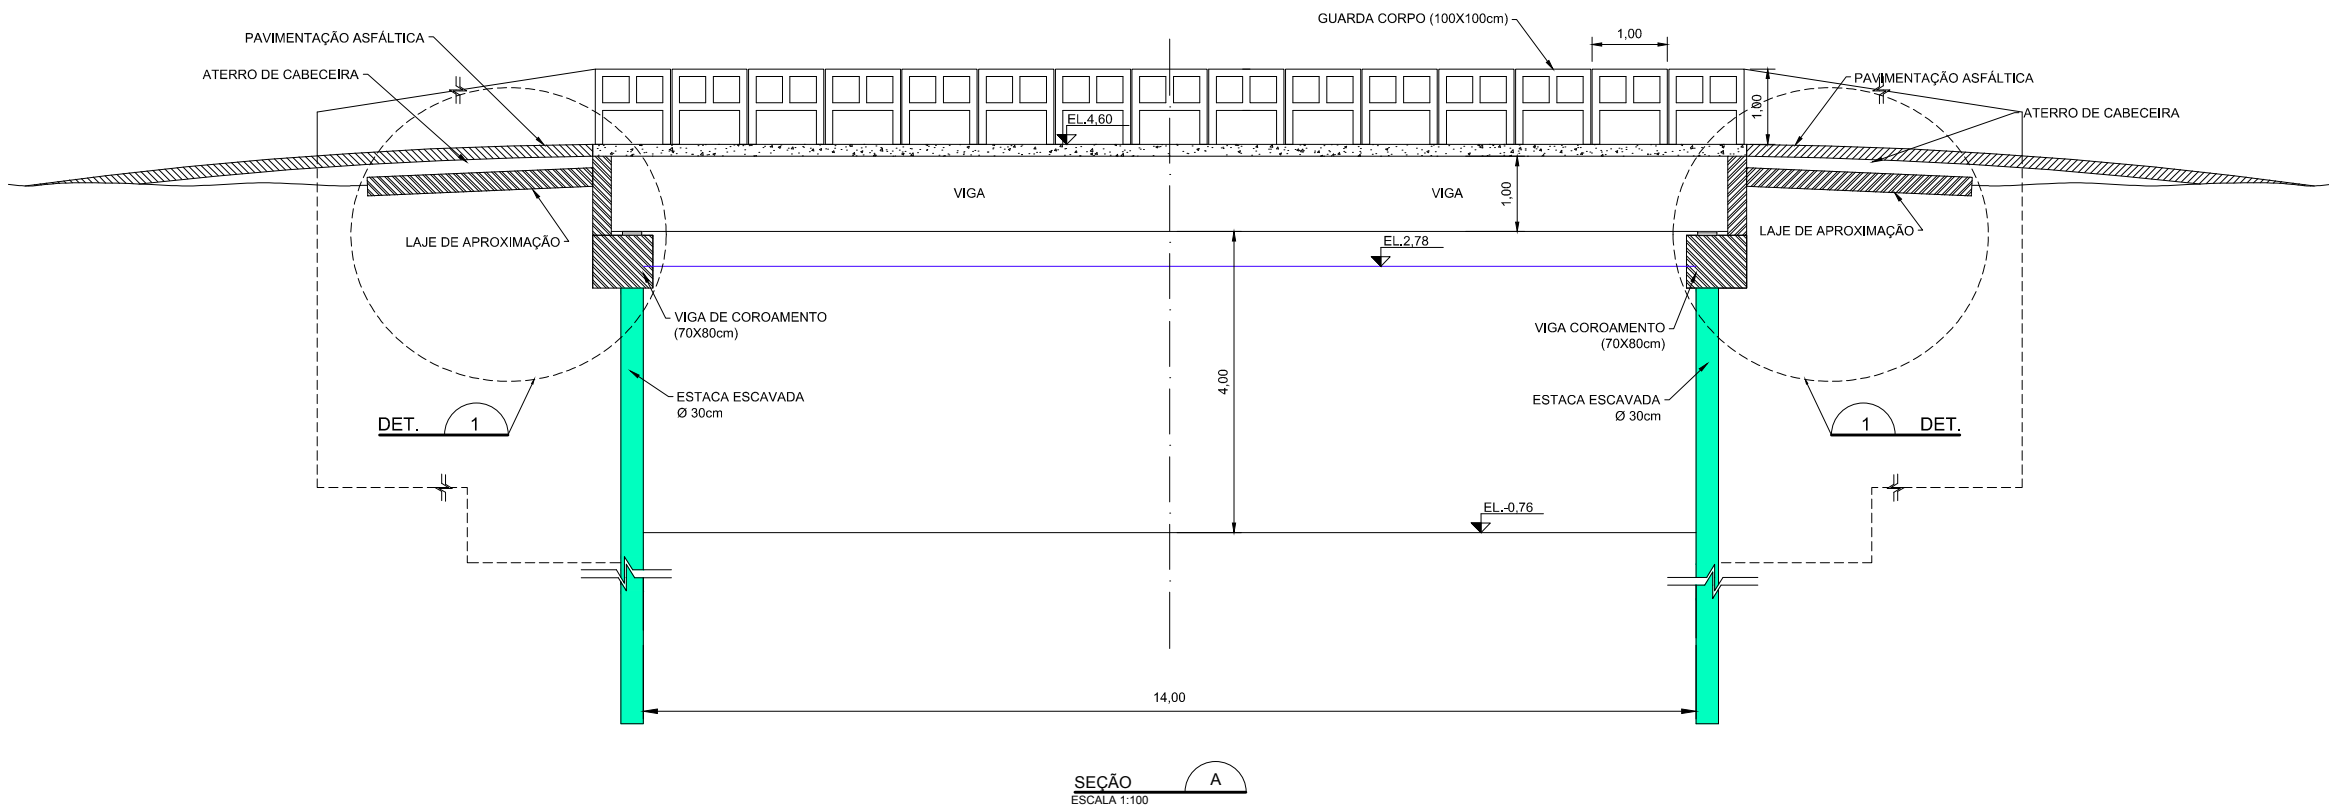 GUARDA CORPO (100X100cm)
1,00
PAVIMENTAÇÃO ASFÁLTICA
ATERRO DE CABECEIRA
PAVIMENTAÇÃO ASFÁLTICA
1,00
ATERRO DE CABECEIRA
EL.4,60
VIGA
VIGA
1,00
LAJE DE APROXIMAÇÃO
LAJE DE APROXIMAÇÃO
EL.2,78
VIGA DE COROAMENTO
(70X80cm)
VIGA COROAMENTO
(70X80cm)
4,00
ESTACA ESCAVADA
Ø 30cm
ESTACA ESCAVADA
Ø 30cm
DET. 1
1 DET.
EL.-0,76
14,00
SEÇÃO A
ESCALA 1:100